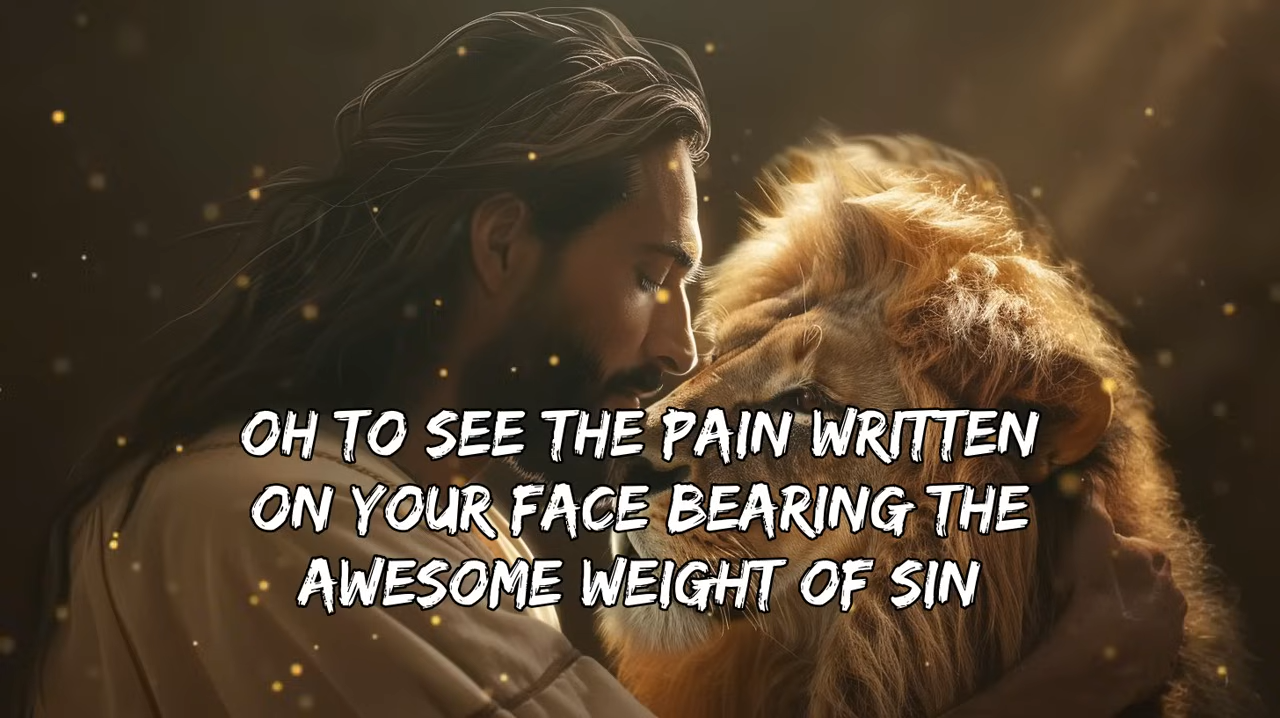 OH TO SEE THE PAIN WRITTEN
ON YOUR FACE BEARING THE
AWESOME WEIGHT OF SIN